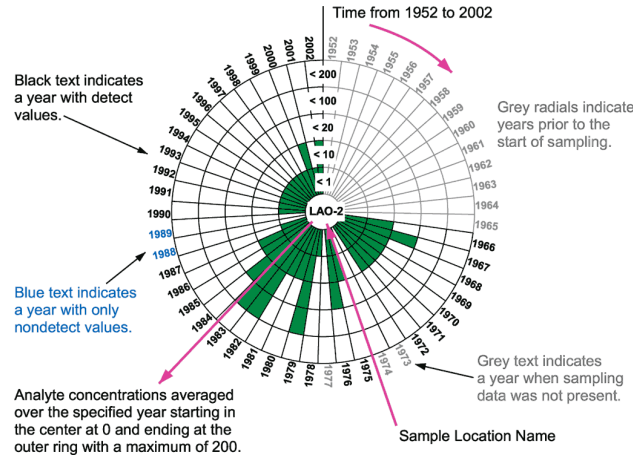 Time from 1952 to 2002
Black text indicates
a year with detect
values.
Grey radials indicate
years prior to the
start of sampling.
< 200
< 100
< 20
< 10
< 1
LAO-2
1952
1953
1954
1955
1956
1957
1958
1959
1960
1961
1962
1963
1964
1965
1966
1967
1968
1969
1970
1971
1972
1973
1974
1975
1976
1977
1978
1979
1980
1981
1982
1983
1984
1985
1986
1987
1988
1989
1990
1991
1992
1993
1994
1995
1996
1997
1998
1999
2000
2001
2002
Blue text indicates
a year with only
nondetect values.
Grey text indicates
a year when sampling
data was not present.
Analyte concentrations averaged
over the specified year starting in
the center at 0 and ending at the
outer ring with a maximum of 200.
Sample Location Name